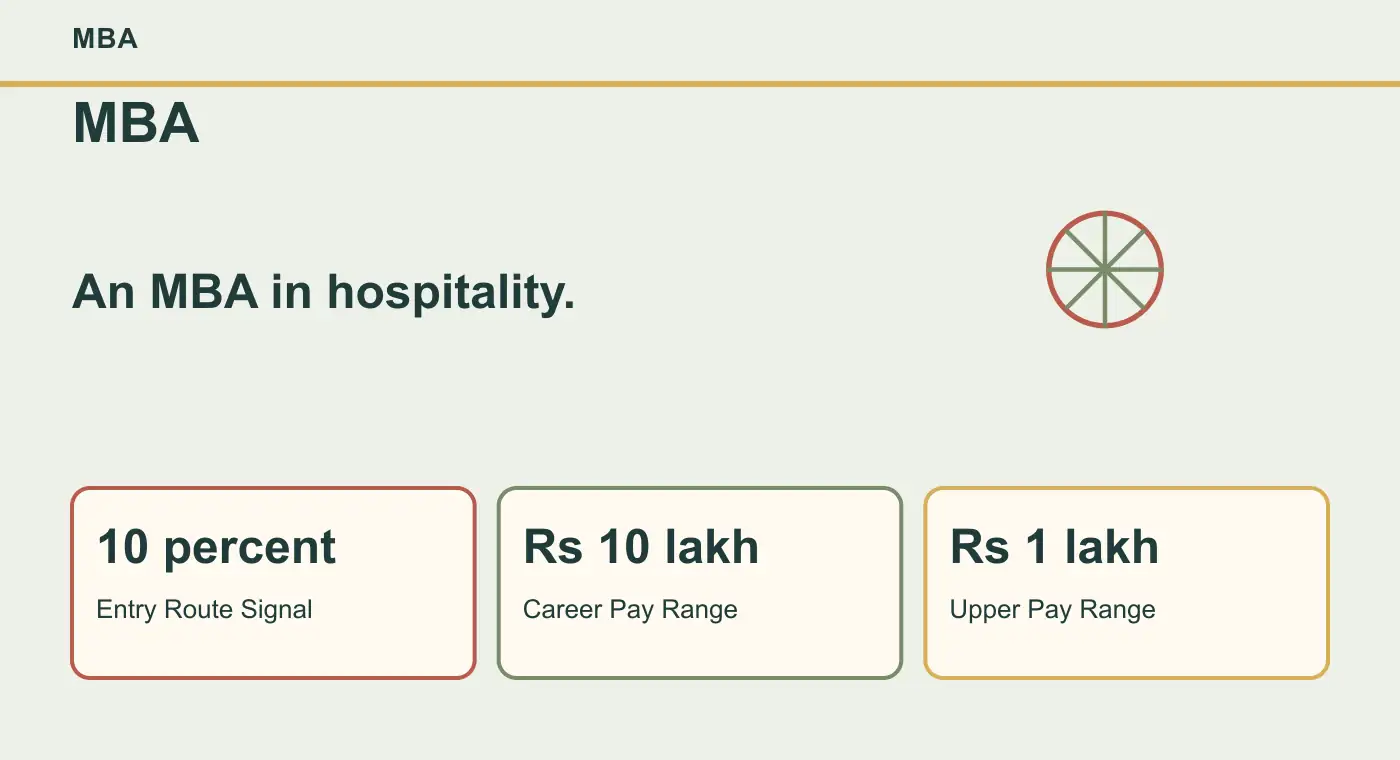 MBA
MBA
An MBA in hospitality.
10 percent
Entry Route Signal
Rs 10 lakh
Career Pay Range
Rs 1 lakh
Upper Pay Range